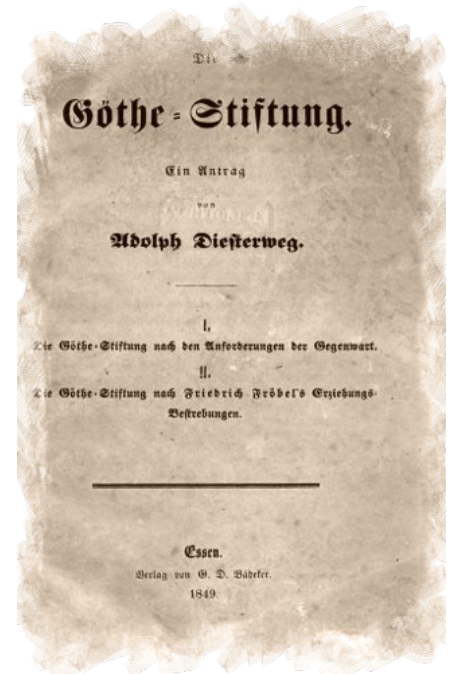 Die
Göthe-Stiftung.
Ein Antrag
von
Adolph Diesterweg.
I.
Die Göthe-Stiftung nach den Anforderungen der Gegenwart.
II.
Die Göthe-Stiftung nach Friedrich Fröbel's Erziehungs-
Bestrebungen.
Essen.
Verlag von G. D. Bädeker.
1849.